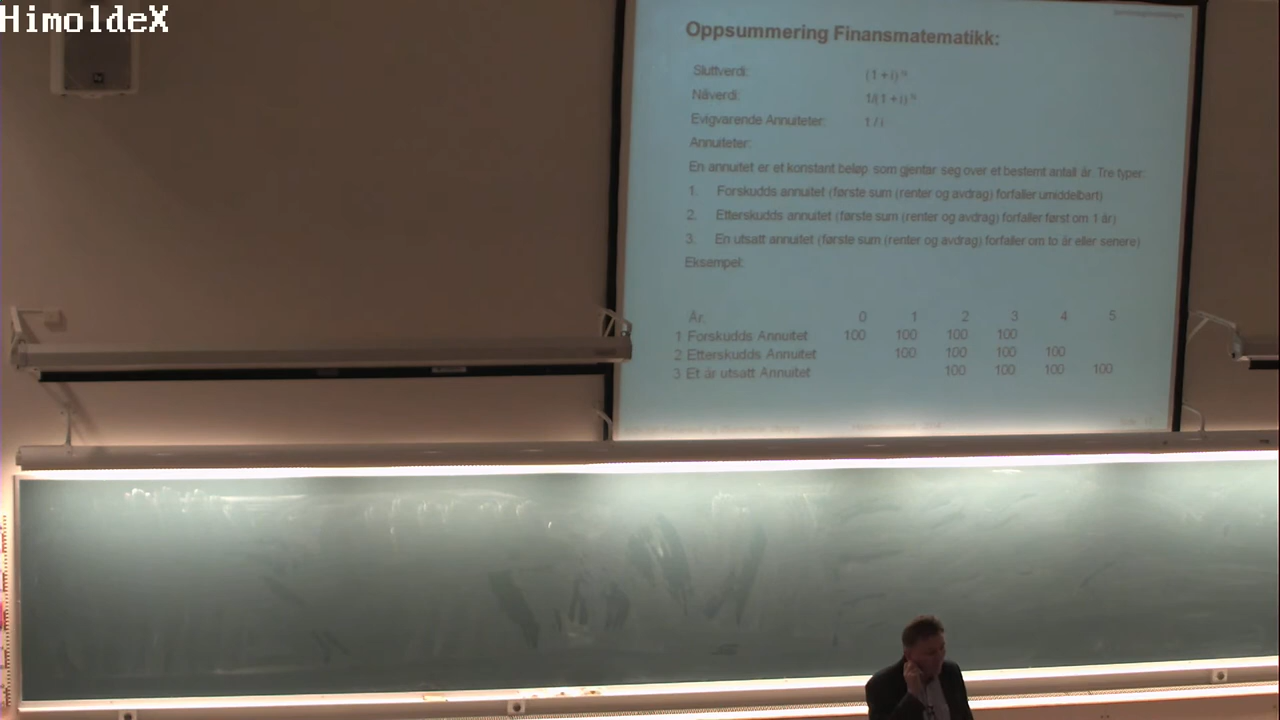 HimoldeX
Oppsummering Finansmatematikk:
Sluttverdi: (1 + i) ᴺ
Nåverdi: 1/(1 + i) ᴺ
Evigvarende Annuiteter: 1 / i
Annuiteter:
En annuitet er et konstant beløp som gjentar seg over et bestemt antall år. Tre typer:
1. Forskudds annuitet (første sum (renter og avdrag) forfaller umiddelbart)
2. Etterskudds annuitet (første sum (renter og avdrag) forfaller først om 1 år)
3. En utsatt annuitet (første sum (renter og avdrag) forfaller om to år eller senere)
Eksempel:
År. 0 1 2 3 4 5
1 Forskudds Annuitet 100 100 100 100
2 Etterskudds Annuitet 100 100 100 100
3 Et år utsatt Annuitet 100 100 100 100